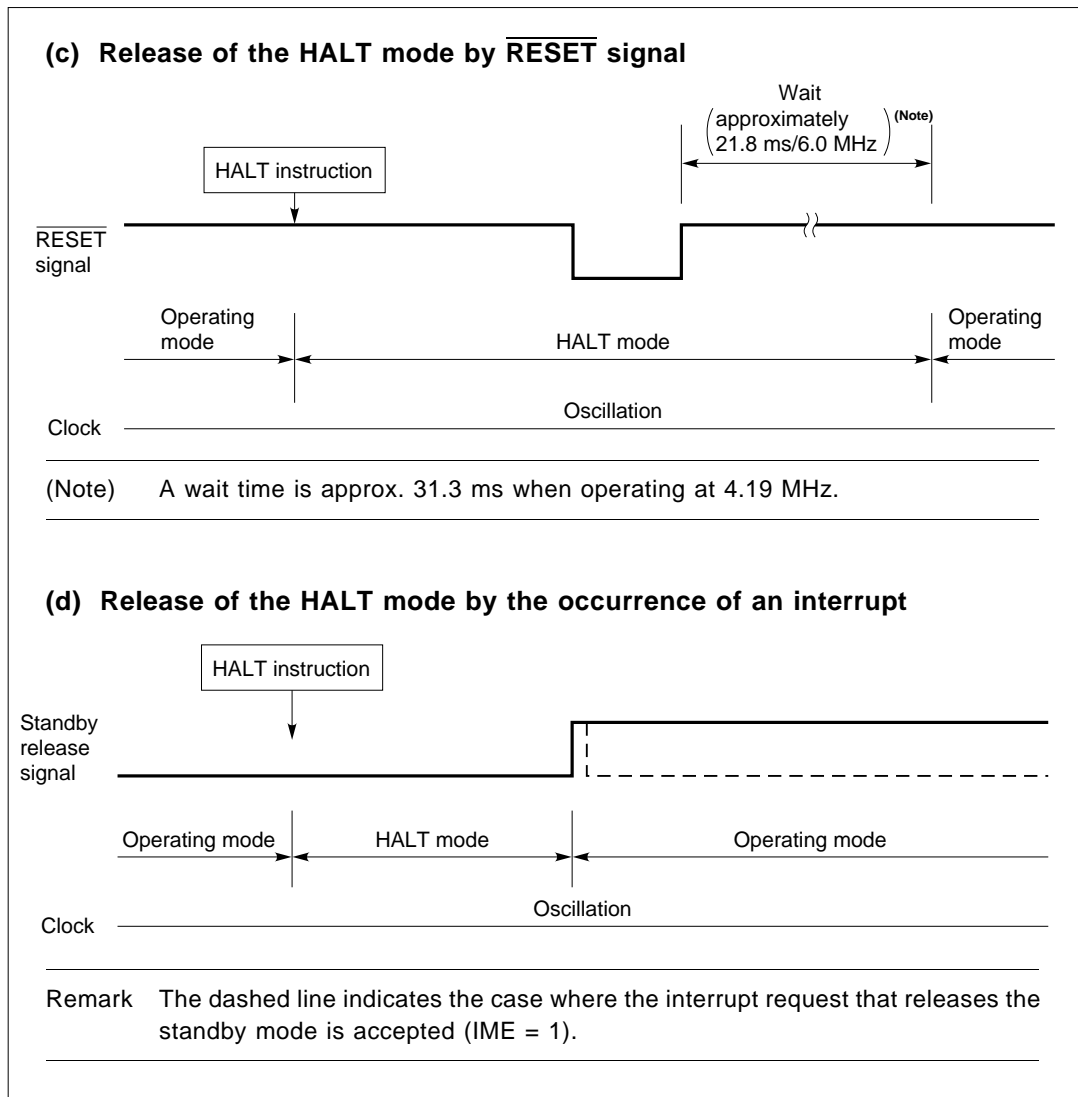 (c) Release of the HALT mode by RESET signal
Wait
(approximately
21.8 ms/6.0 MHz) (Note)
HALT instruction
RESET
signal
Operating
mode
HALT mode
Operating
mode
Oscillation
Clock
(Note) A wait time is approx. 31.3 ms when operating at 4.19 MHz.
(d) Release of the HALT mode by the occurrence of an interrupt
HALT instruction
Standby
release
signal
Operating mode
HALT mode
Operating mode
Oscillation
Clock
Remark The dashed line indicates the case where the interrupt request that releases the
standby mode is accepted (IME = 1).